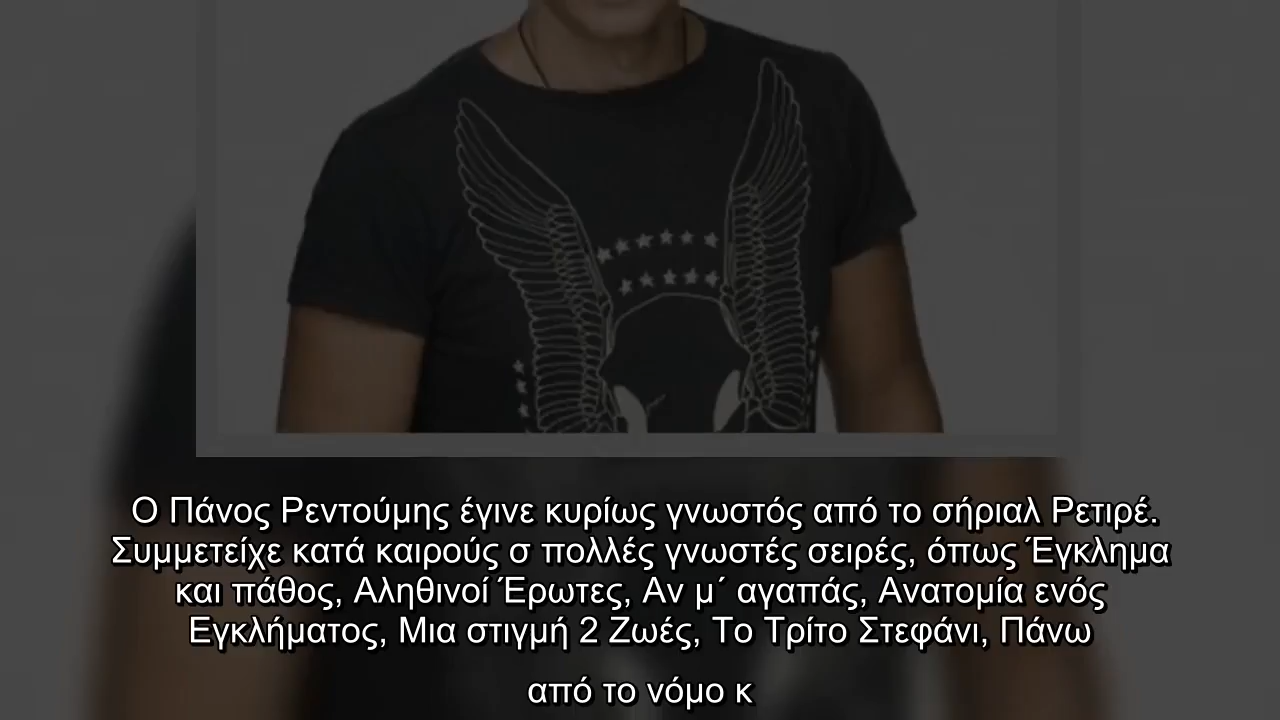 Ο Πάνος Ρεντούμης έγινε κυρίως γνωστός από το σήριαλ Ρετιρέ.
Συμμετείχε κατά καιρούς σ πολλές γνωστές σειρές, όπως Έγκλημα
και πάθος, Αληθινοί Έρωτες, Αν μ΄ αγαπάς, Ανατομία ενός
Εγκλήματος, Μια στιγμή 2 Ζωές, Το Τρίτο Στεφάνι, Πάνω
από το νόμο κ